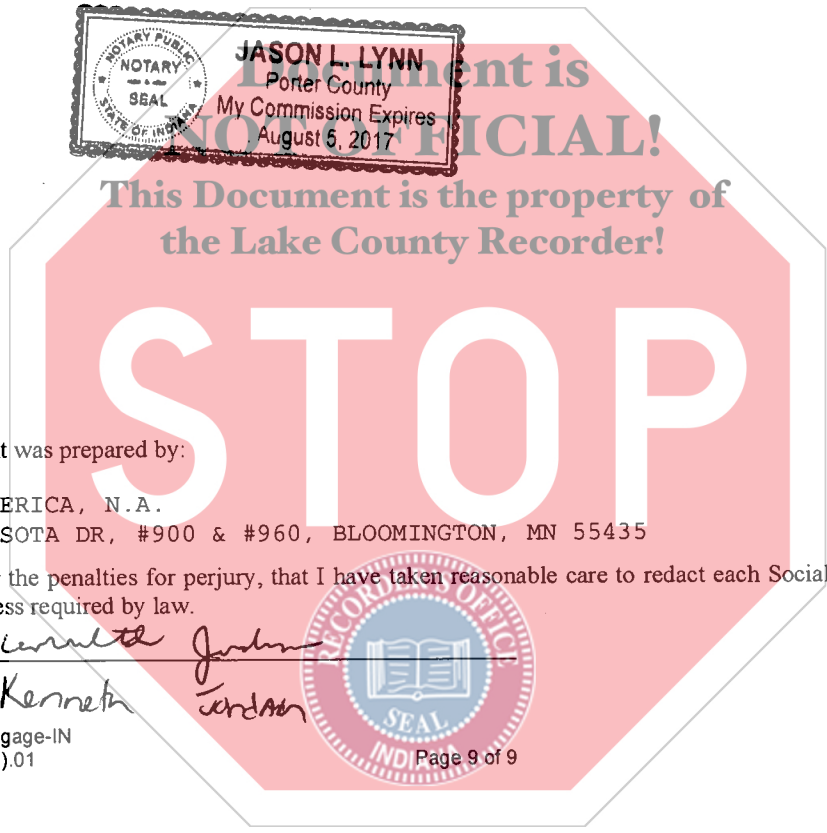 NOTARY PUBLIC
NOTARY
SEAL
STATE OF INDIANA
JASON L. LYNN
Porter County
My Commission Expires
August 5, 2017
Document is
NOT OFFICIAL!
This Document is the property of
the Lake County Recorder!
STOP
t was prepared by:
ERICA, N.A.
SOTA DR, #900 & #960, BLOOMINGTON, MN 55435
the penalties for perjury, that I have taken reasonable care to redact each Social
ess required by law.
Kenneth Jordan
RECORDER'S OFFICE
SEAL
INDIANA
gage-IN
).01
Page 9 of 9